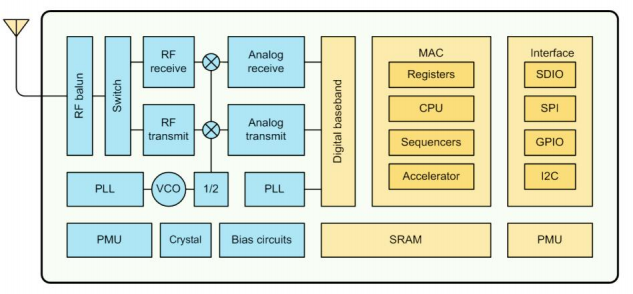 RF balun
Switch
RF
receive
Analog
receive
RF
transmit
Analog
transmit
PLL
VCO
1/2
PLL
Digital baseband
MAC
Registers
CPU
Sequencers
Accelerator
Interface
SDIO
SPI
GPIO
I2C
PMU
Crystal
Bias circuits
SRAM
PMU